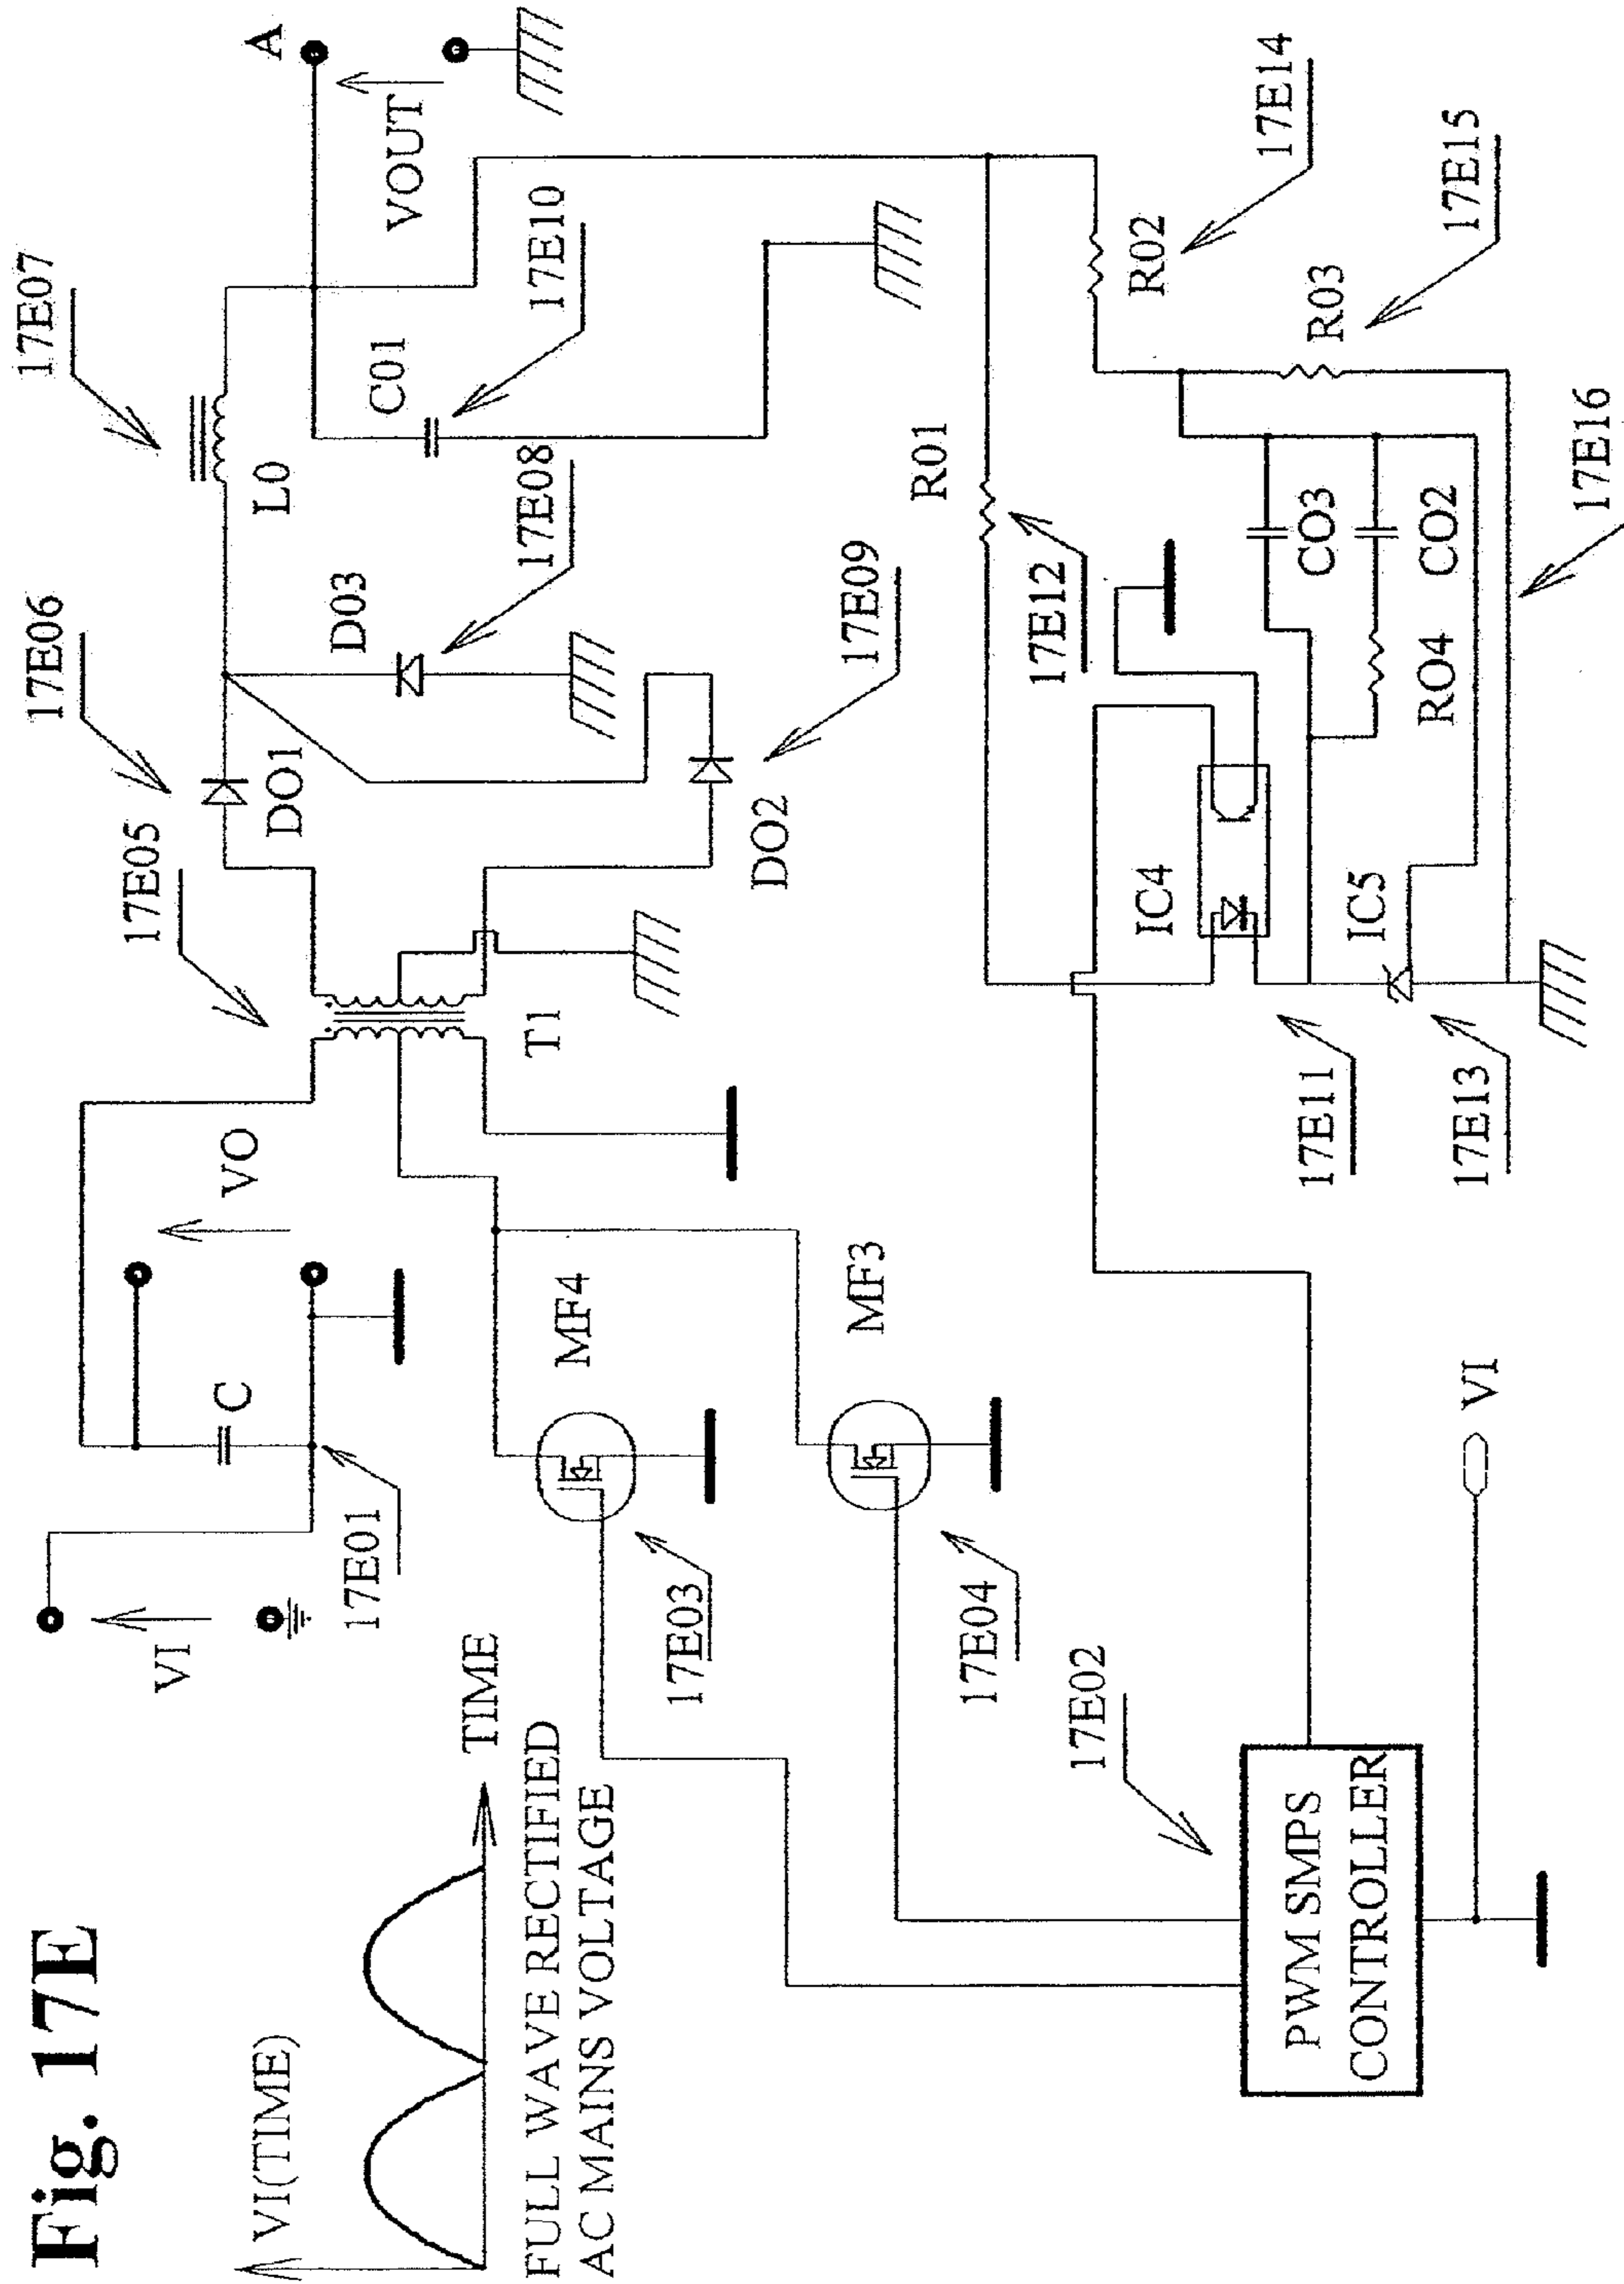 Fig. 17E
VI(TIME)
TIME
FULL WAVE RECTIFIED
AC MAINS VOLTAGE
VI
17E01
C
VO
17E05
T1
17E06
DO1
17E07
L0
D03
17E08
DO2
17E09
C01
17E10
A
VOUT
MF4
17E03
MF3
17E04
17E02
PWM SMPS
CONTROLLER
VI
R01
17E12
R02
17E14
R03
17E15
IC4
17E11
IC5
17E13
CO3
CO2
RO4
17E16